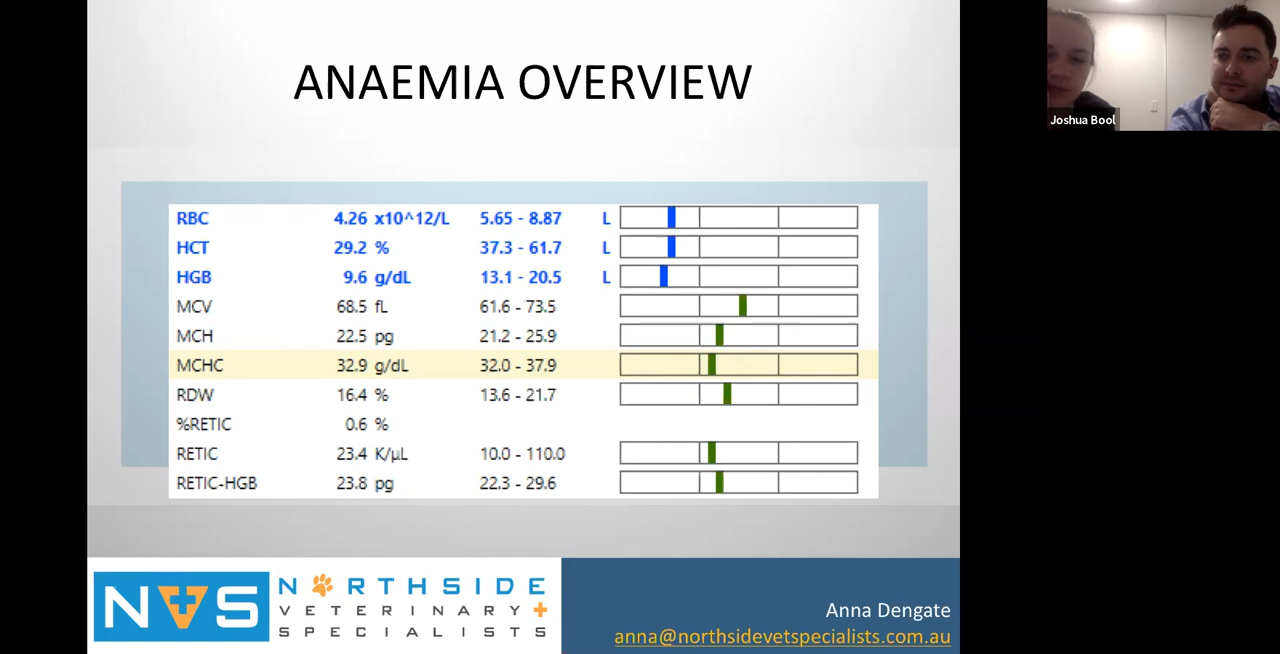 ANAEMIA OVERVIEW
Joshua Bool
RBC 4.26 x10^12/L 5.65 - 8.87 L
HCT 29.2 % 37.3 - 61.7 L
HGB 9.6 g/dL 13.1 - 20.5 L
MCV 68.5 fL 61.6 - 73.5
MCH 22.5 pg 21.2 - 25.9
MCHC 32.9 g/dL 32.0 - 37.9
RDW 16.4 % 13.6 - 21.7
%RETIC 0.6 %
RETIC 23.4 K/µL 10.0 - 110.0
RETIC-HGB 23.8 pg 22.3 - 29.6
NVS
NORTHSIDE
VETERINARY
SPECIALISTS
Anna Dengate
anna@northsidevetspecialists.com.au